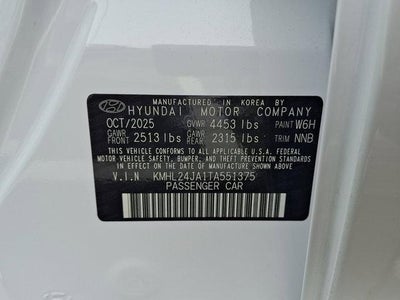 MANUFACTURED IN KOREA BY
HYUNDAI MOTOR COMPANY
OCT/2025 GVWR 4453 lbs PAINT W6H
GAWR FRONT 2513 lbs GAWR REAR 2315 lbs TRIM NNB
THIS VEHICLE CONFORMS TO ALL APPLICABLE U.S.A. FEDERAL
MOTOR VEHICLE SAFETY, BUMPER, AND THEFT PREVENTION STANDARDS
IN EFFECT ON THE DATE OF MANUFACTURE SHOWN ABOVE.
V.I.N KMHL24JA1TA551375
PASSENGER CAR